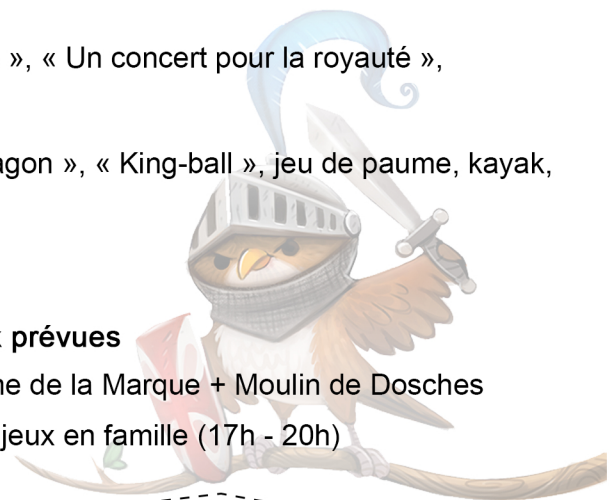 », « Un concert pour la royauté »,
agon », « King-ball », jeu de paume, kayak,
prévues
de la Marque + Moulin de Dosches
jeux en famille (17h - 20h)